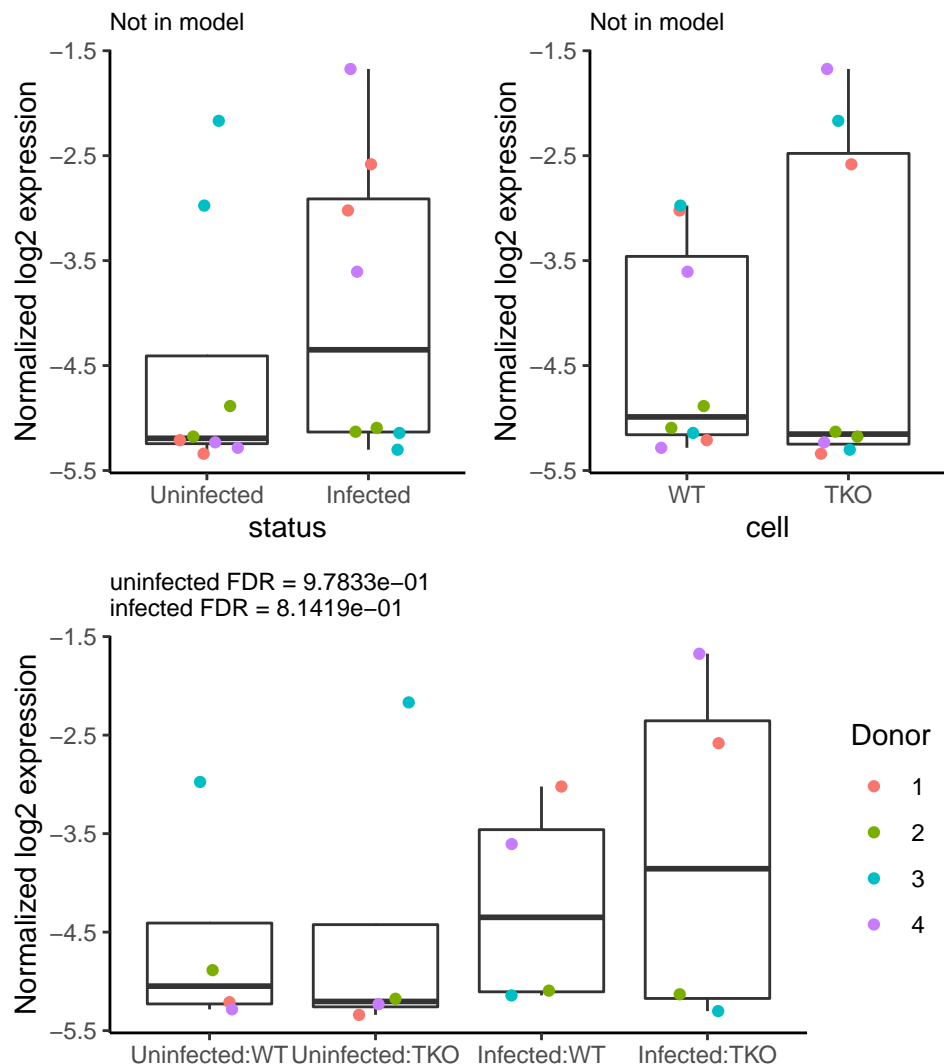 Not in model
Normalized log2 expression
−1.5
−2.5
−3.5
−4.5
−5.5
Uninfected Infected
status
Not in model
Normalized log2 expression
−1.5
−2.5
−3.5
−4.5
−5.5
WT TKO
cell
uninfected FDR = 9.7833e−01
infected FDR = 8.1419e−01
Normalized log2 expression
−1.5
−2.5
−3.5
−4.5
−5.5
Uninfected:WT Uninfected:TKO Infected:WT Infected:TKO
Donor
1
2
3
4